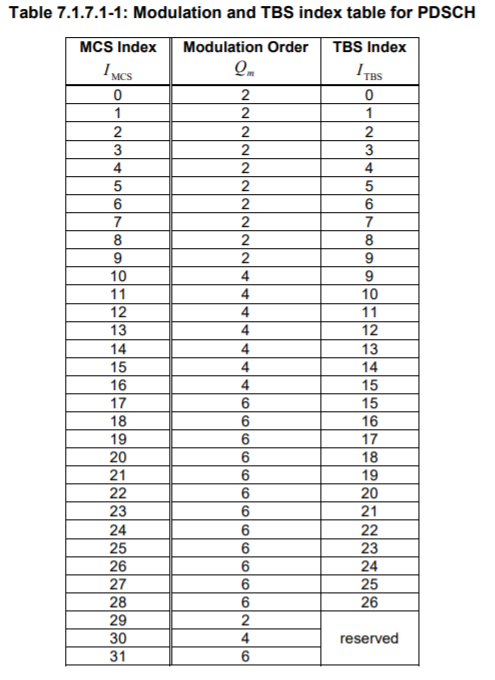 Table 7.1.7.1-1: Modulation and TBS index table for PDSCH
MCS Index Modulation Order TBS Index
I MCS Qm I TBS
0 2 0
1 2 1
2 2 2
3 2 3
4 2 4
5 2 5
6 2 6
7 2 7
8 2 8
9 2 9
10 4 9
11 4 10
12 4 11
13 4 12
14 4 13
15 4 14
16 4 15
17 6 15
18 6 16
19 6 17
20 6 18
21 6 19
22 6 20
23 6 21
24 6 22
25 6 23
26 6 24
27 6 25
28 6 26
29 2
30 4 reserved
31 6